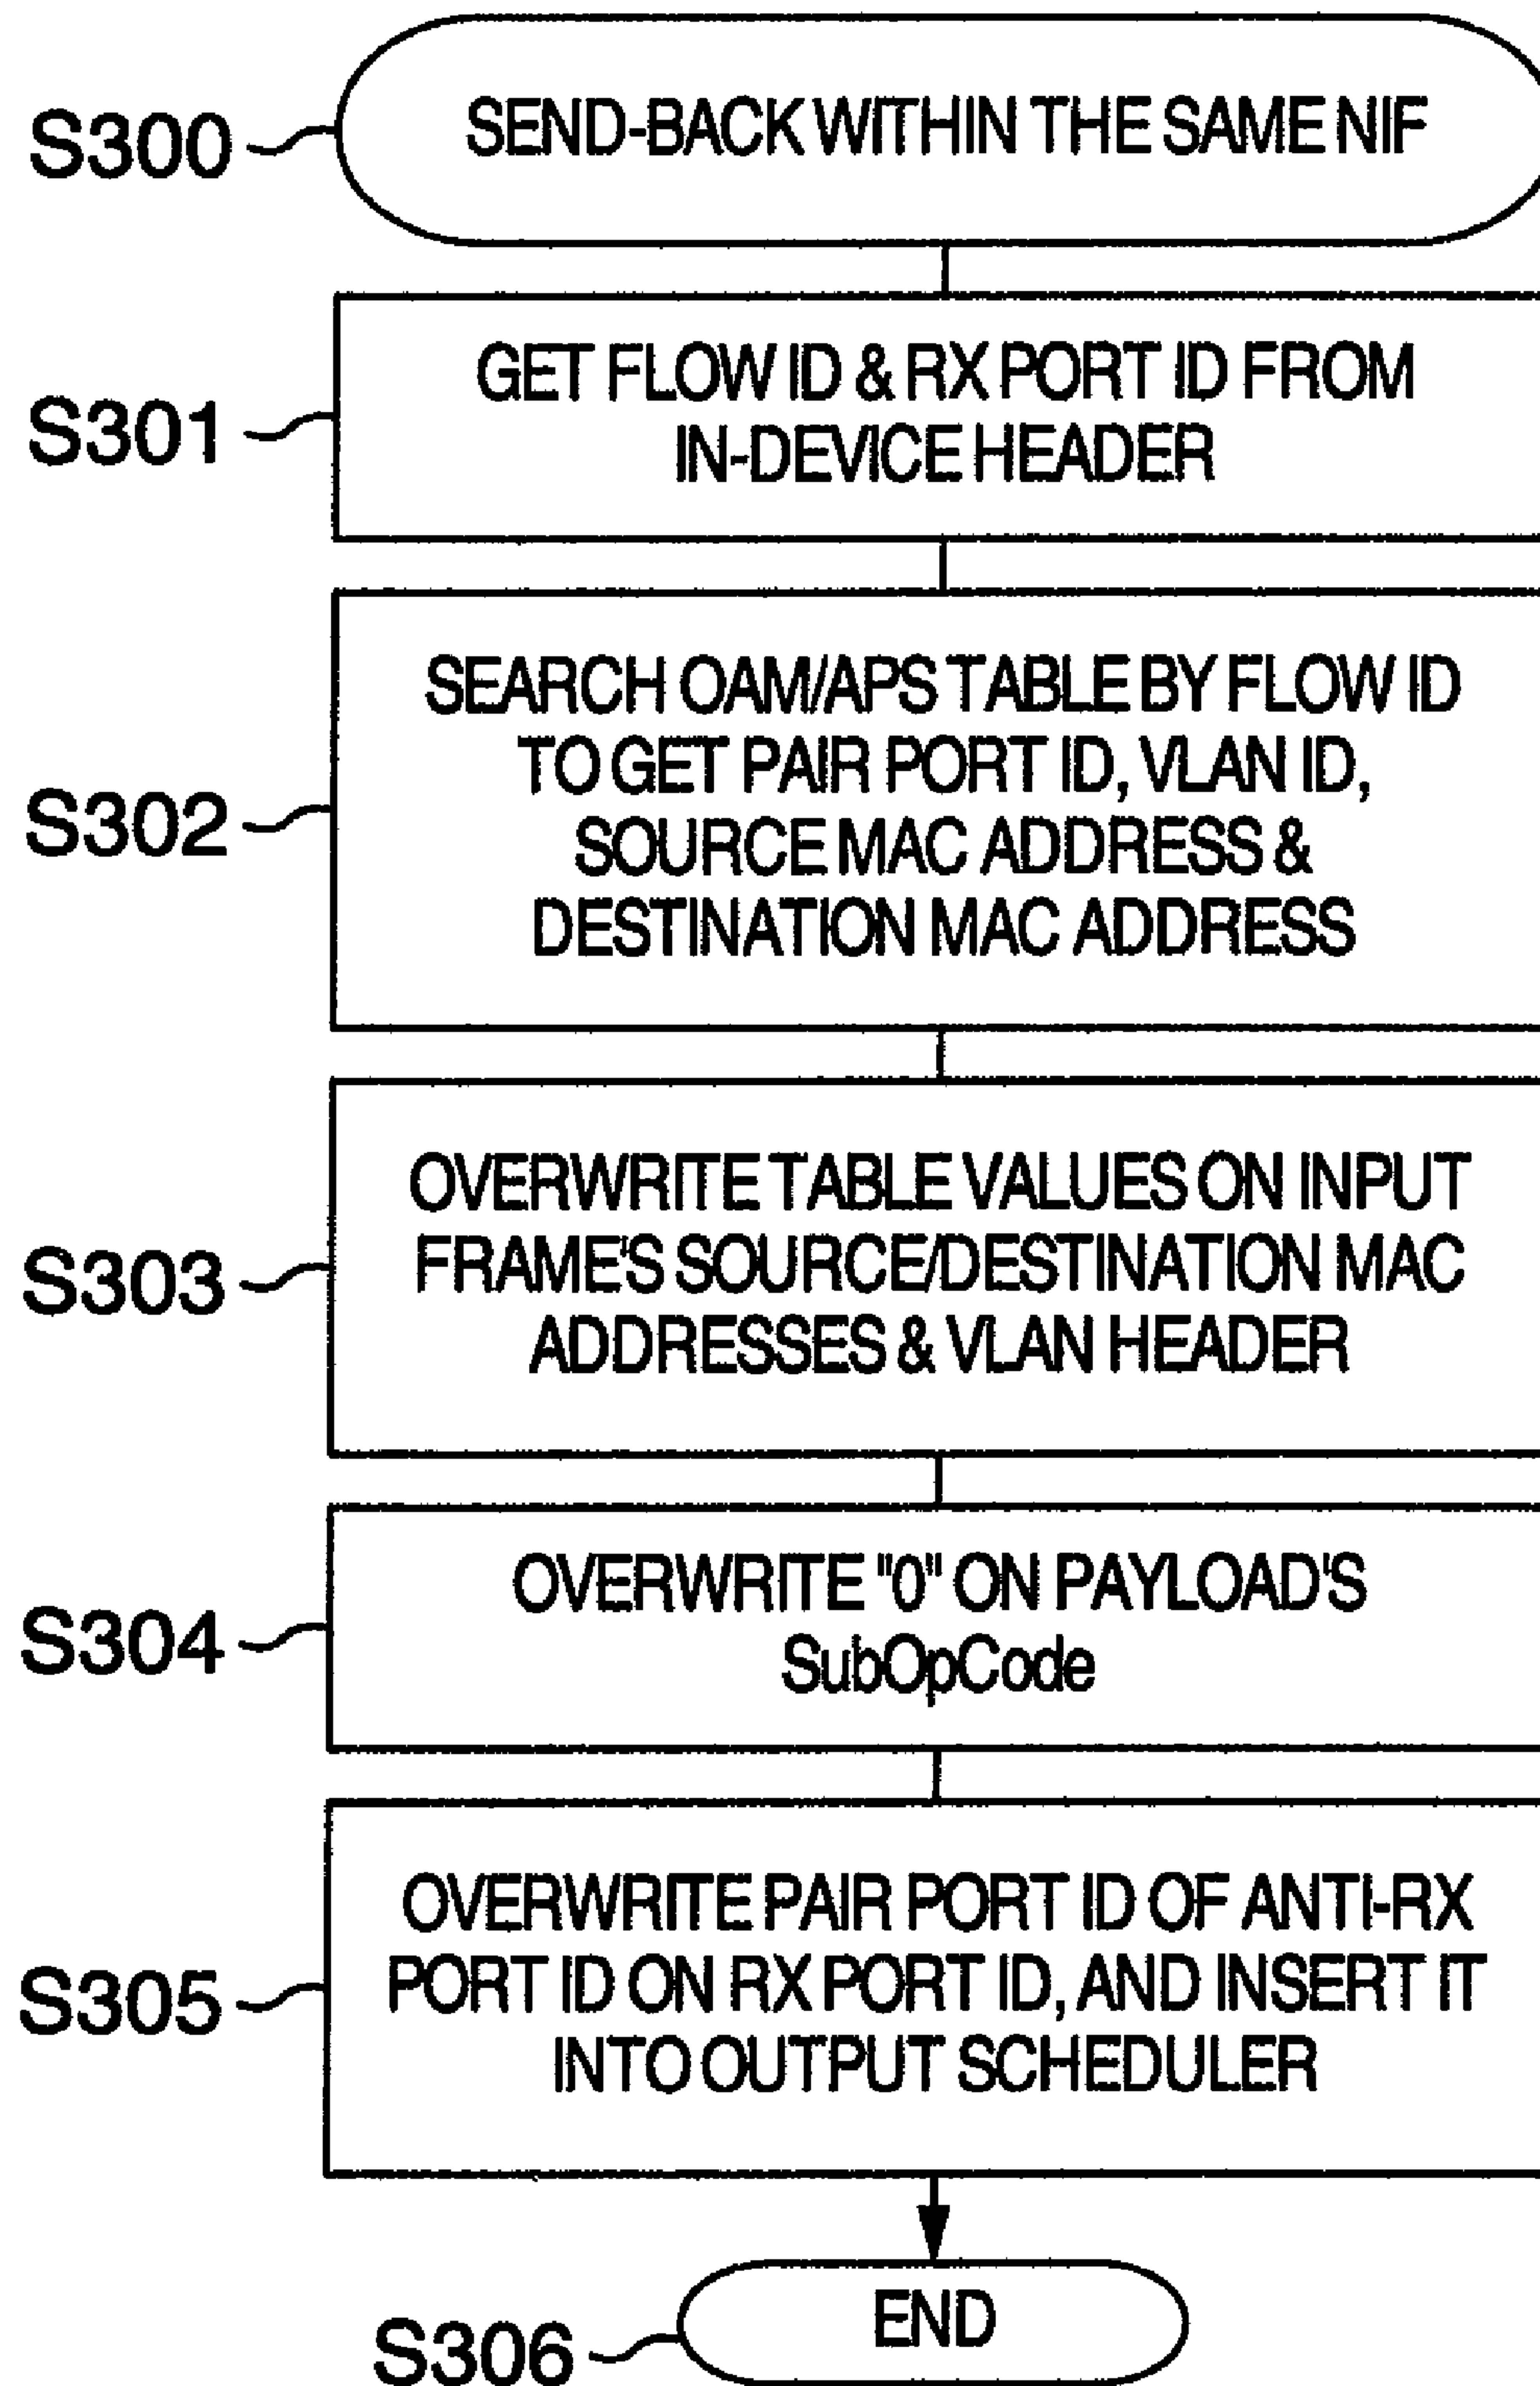 S300
SEND-BACK WITHIN THE SAME NIF
S301
GET FLOW ID & RX PORT ID FROM
IN-DEVICE HEADER
S302
SEARCH OAM/APS TABLE BY FLOW ID
TO GET PAIR PORT ID, VLAN ID,
SOURCE MAC ADDRESS &
DESTINATION MAC ADDRESS
S303
OVERWRITE TABLE VALUES ON INPUT
FRAME'S SOURCE/DESTINATION MAC
ADDRESSES & VLAN HEADER
S304
OVERWRITE "0" ON PAYLOAD'S
SubOpCode
S305
OVERWRITE PAIR PORT ID OF ANTI-RX
PORT ID ON RX PORT ID, AND INSERT IT
INTO OUTPUT SCHEDULER
S306
END